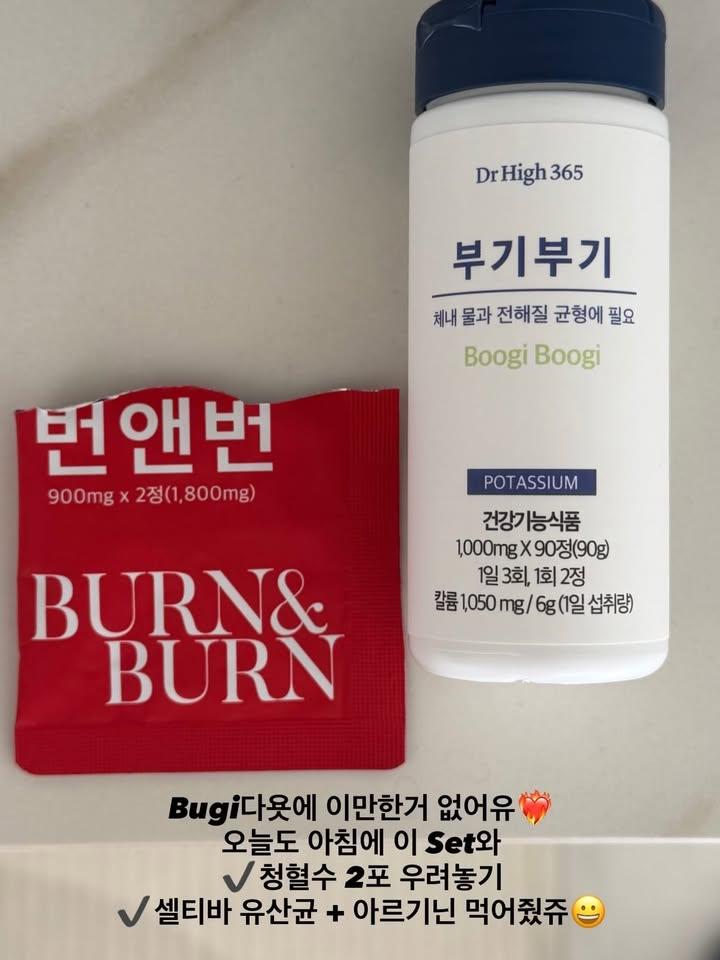 번앤번
900mg x 2정(1,800mg)
BURN&
BURN
Dr High 365
부기부기
체내 물과 전해질 균형에 필요
Boogi Boogi
POTASSIUM
건강기능식품
1,000mg X 90정(90g)
1일 3회, 1회 2정
칼륨 1,050 mg / 6g (1일 섭취량)
Bugi다욧에 이만한거 없어유❤️‍🔥
오늘도 아침에 이 Set와
✔️청혈수 2포 우려놓기
✔️셀티바 유산균 + 아르기닌 먹어줬쥬😀